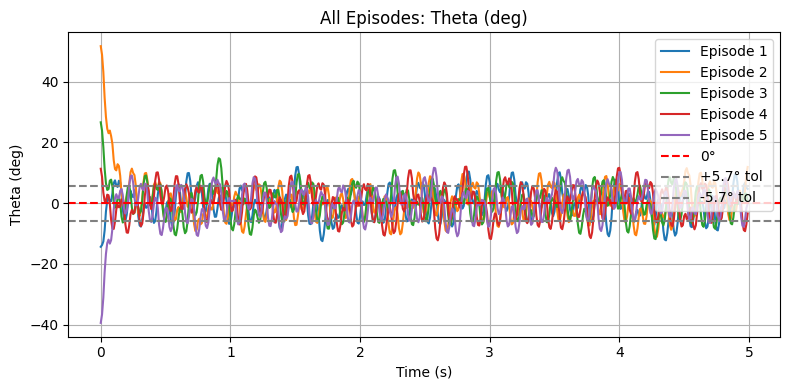 All Episodes: Theta (deg)
Theta (deg)
40
20
0
−20
−40
0
1
2
3
4
5
Time (s)
Episode 1
Episode 2
Episode 3
Episode 4
Episode 5
0°
+5.7° tol
-5.7° tol